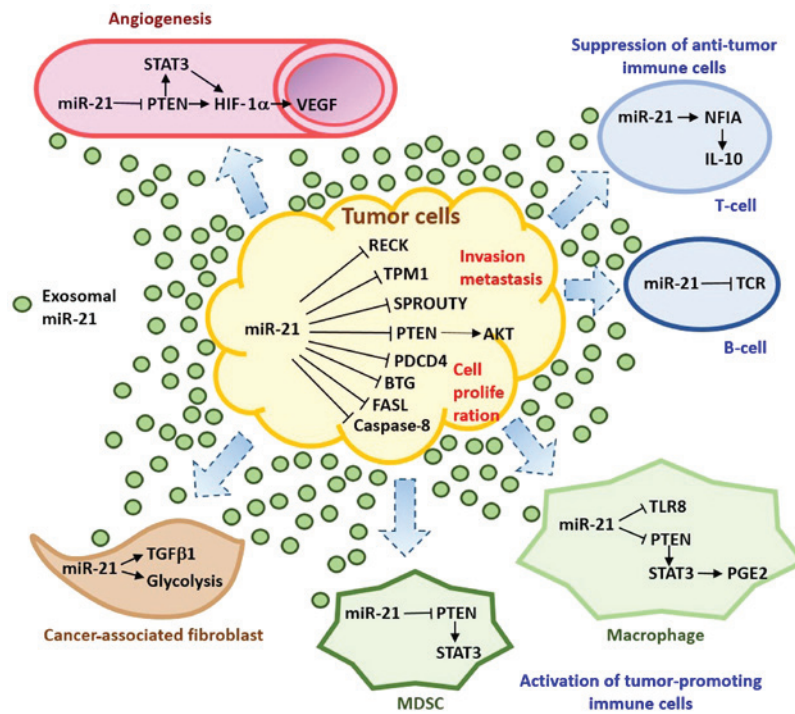 Angiogenesis
STAT3
miR-21 PTEN HIF-1α VEGF
Suppression of anti-tumor
immune cells
miR-21 NFIA
IL-10
T-cell
miR-21 TCR
B-cell
Exosomal
miR-21
Tumor cells
miR-21
RECK
TPM1
SPROUTY
PTEN AKT
PDCD4
BTG
FASL
Caspase-8
Invasion
metastasis
Cell
prolife
ration
miR-21
TGFβ1
Glycolysis
Cancer-associated fibroblast
miR-21 PTEN
STAT3
MDSC
miR-21
TLR8
PTEN
STAT3 PGE2
Macrophage
Activation of tumor-promoting
immune cells